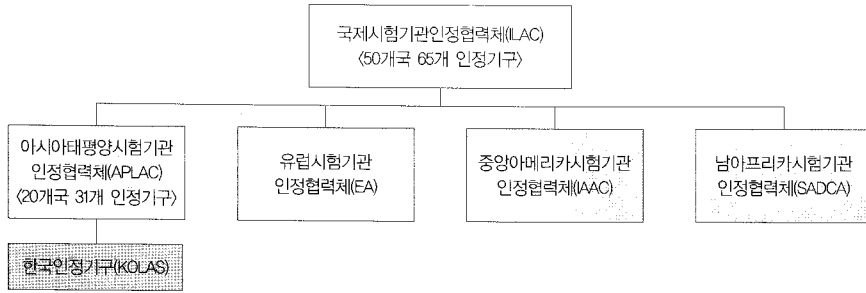 국제시험기관인정협력체(ILAC)
<50개국 65개 인정기구>
아시아태평양시험기관
인정협력체(APLAC)
<20개국 31개 인정기구>
유럽시험기관
인정협력체(EA)
중앙아메리카시험기관
인정협력체(IAAC)
남아프리카시험기관
인정협력체(SADCA)
한국인정기구(KOLAS)